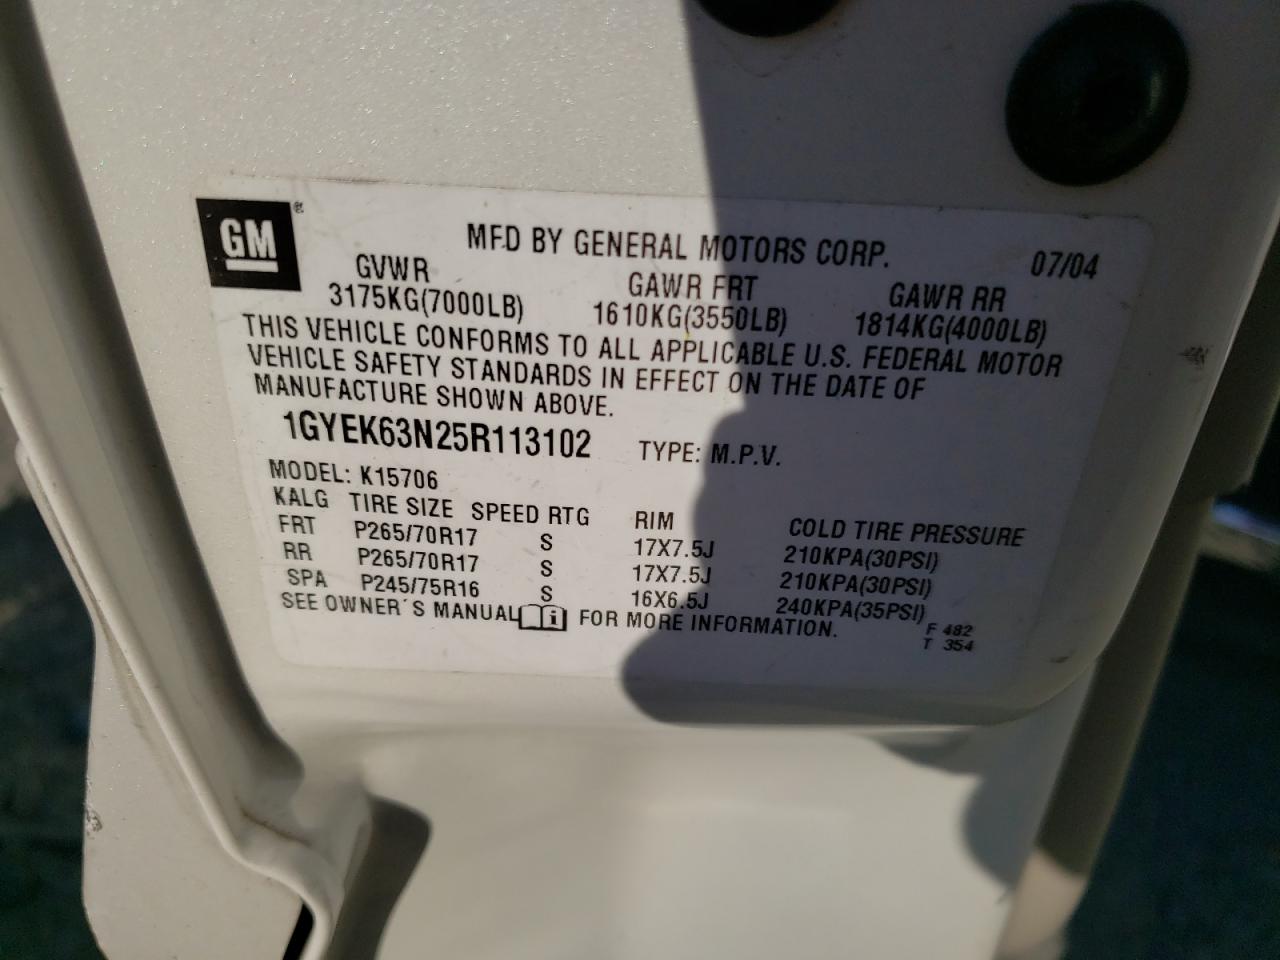 GM ®
MFD BY GENERAL MOTORS CORP. 07/04
GVWR GAWR FRT GAWR RR
3175KG(7000LB) 1610KG(3550LB) 1814KG(4000LB)
THIS VEHICLE CONFORMS TO ALL APPLICABLE U.S. FEDERAL MOTOR
VEHICLE SAFETY STANDARDS IN EFFECT ON THE DATE OF
MANUFACTURE SHOWN ABOVE.
1GYEK63N25R113102 TYPE: M.P.V.
MODEL: K15706
KALG TIRE SIZE SPEED RTG RIM COLD TIRE PRESSURE
FRT P265/70R17 S 17X7.5J 210KPA(30PSI)
RR P265/70R17 S 17X7.5J 210KPA(30PSI)
SPA P245/75R16 S 16X6.5J 240KPA(35PSI)
SEE OWNER'S MANUAL i FOR MORE INFORMATION.
F 482
T 354